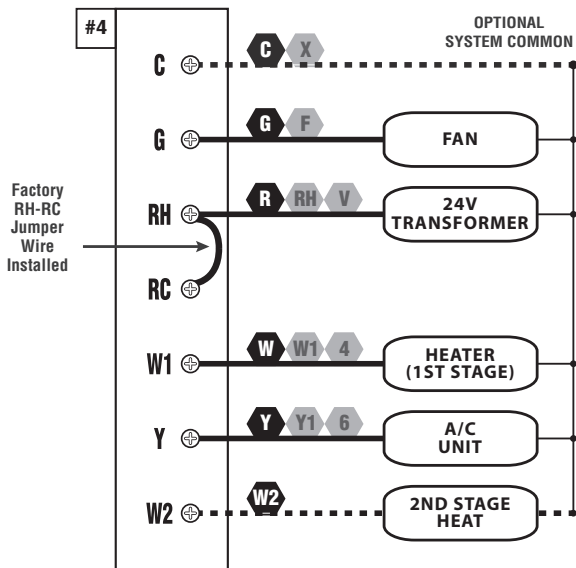 #4
OPTIONAL
SYSTEM COMMON
C
C X
G
G F
FAN
Factory
RH-RC
Jumper
Wire
Installed
RH
R RH V
24V
TRANSFORMER
RC
W1
W W1 4
HEATER
(1ST STAGE)
Y
Y Y1 6
A/C
UNIT
W2
W2
2ND STAGE
HEAT